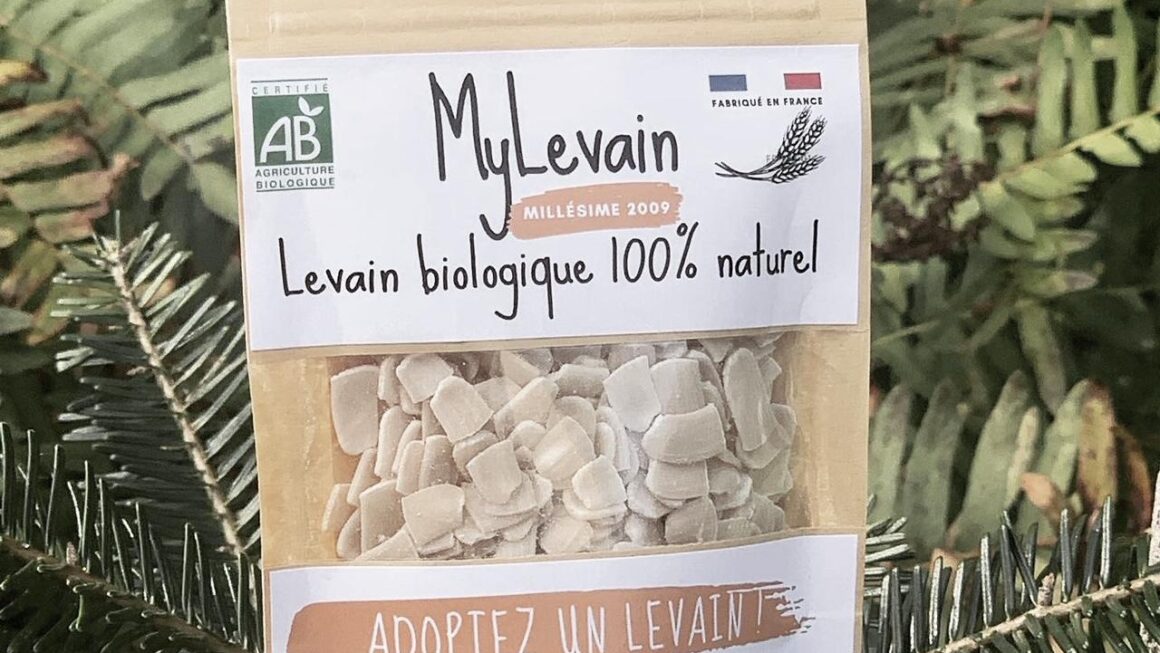 CERTIFIÉ
AB
AGRICULTURE
BIOLOGIQUE
MyLevain
FABRIQUÉ EN FRANCE
MILLÉSIME 2009
Levain biologique 100% naturel
ADOPTEZ UN LEVAIN !